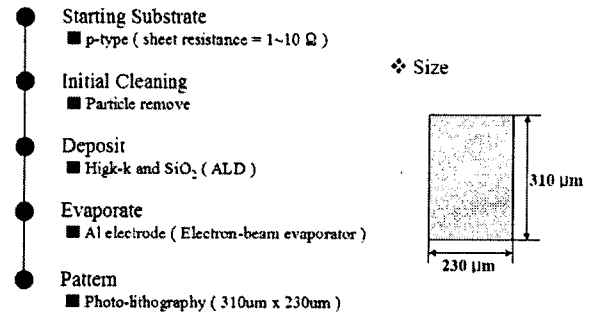 Starting Substrate
■ p-type ( sheet resistance = 1~10 Ω )
Initial Cleaning
■ Particle remove
Deposit
■ Higk-k and SiO₂ ( ALD )
Evaporate
■ Al electrode ( Electron-beam evaporator )
Pattern
■ Photo-lithography ( 310um x 230um )
❖ Size
310 µm
230 µm